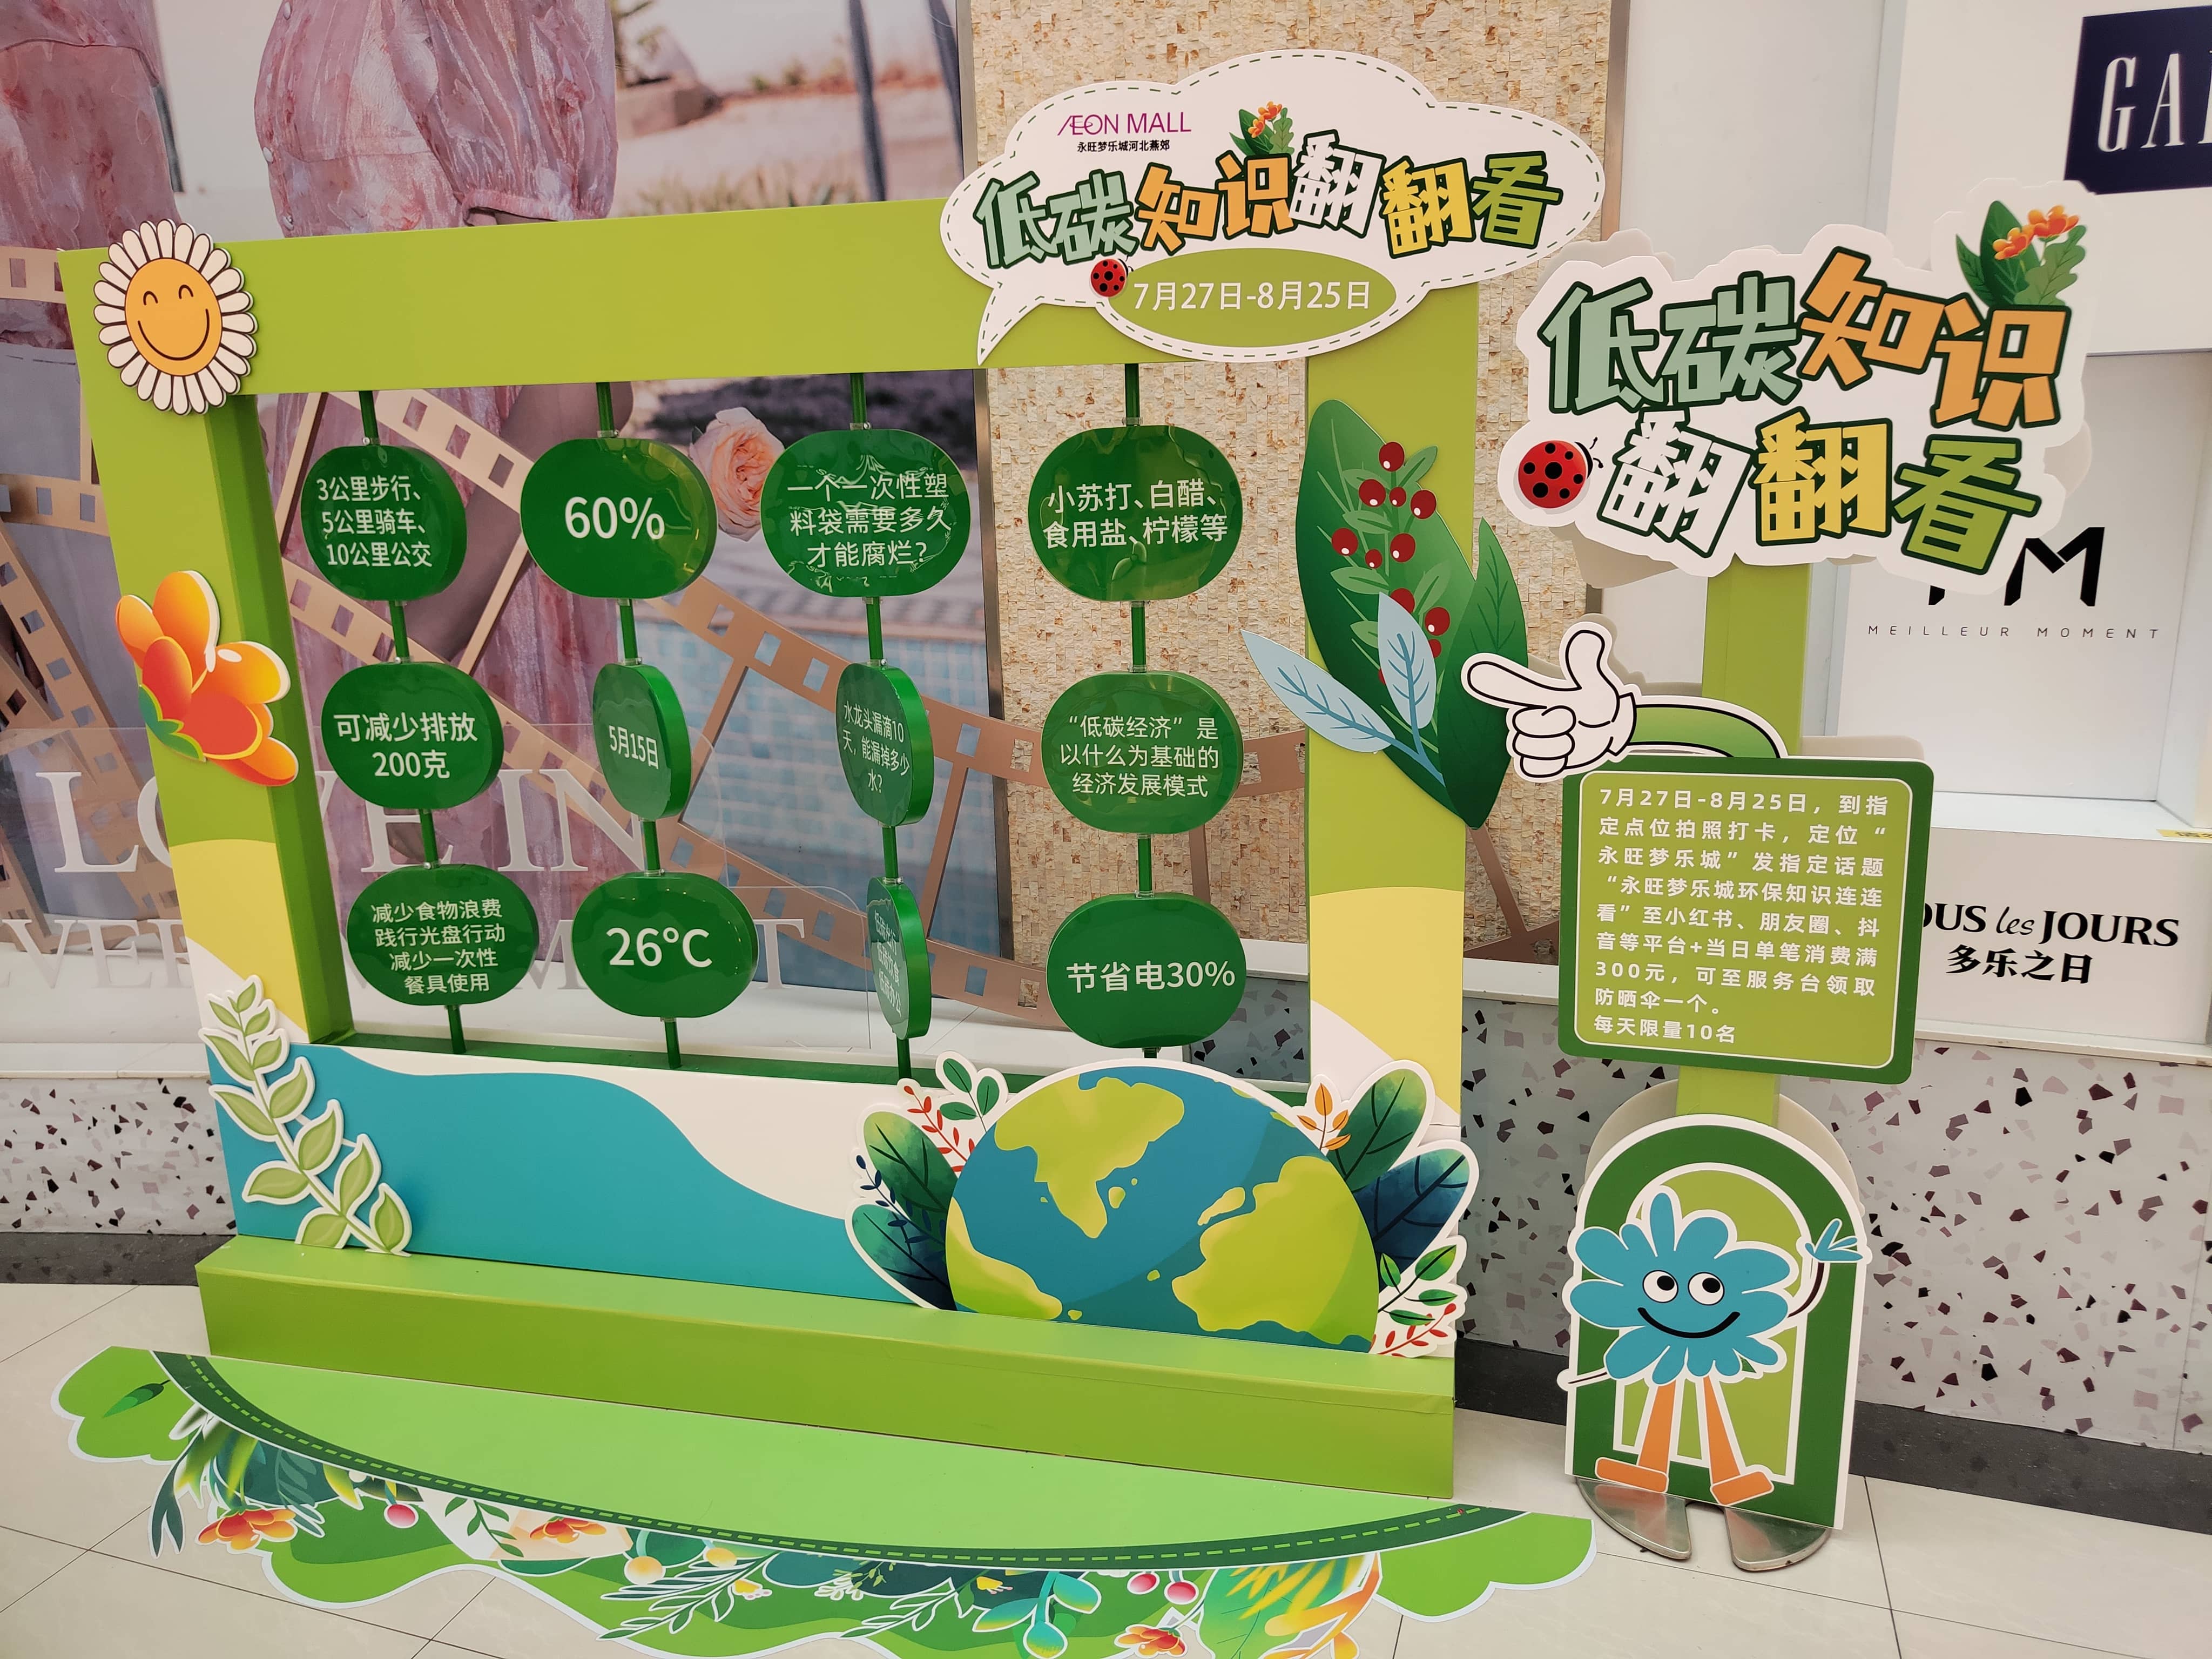 ÆON MALL
永旺梦乐城河北燕郊
低碳知识翻翻看
7月27日-8月25日
3公里步行、
5公里骑车、
10公里公交
60%
一个一次性塑
料袋需要多久
才能腐烂?
小苏打、白醋、
食用盐、柠檬等
可减少排放
200克
5月15日
水龙头漏滴10
天，能漏掉多少
水?
“低碳经济”是
以什么为基础的
经济发展模式
减少食物浪费
践行光盘行动
减少一次性
餐具使用
26℃
节省电30%
低碳知识
翻翻看
7月27日-8月25日，到指
定点位拍照打卡，定位“
永旺梦乐城”发指定话题
“永旺梦乐城环保知识连连
看”至小红书、朋友圈、抖
音等平台+当日单笔消费满
300元，可至服务台领取
防晒伞一个。
每天限量10名
GA
M
MEILLEUR MOMENT
OUS les JOURS
多乐之日
IN